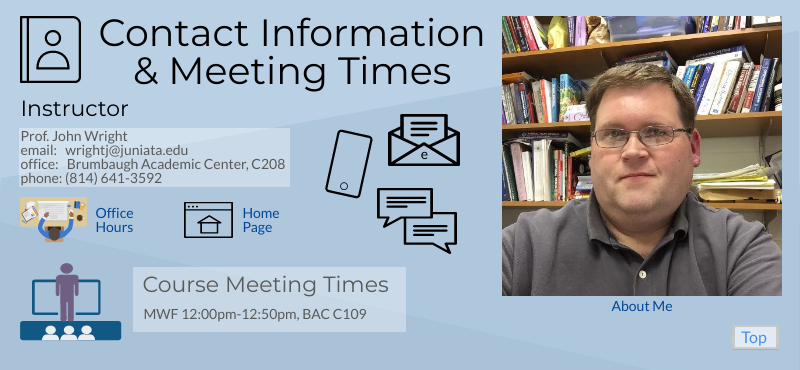 Contact Information
& Meeting Times
Instructor
Prof. John Wright
email: wrightj@juniata.edu
office: Brumbaugh Academic Center, C208
phone: (814) 641-3592
e
Office
Hours
Home
Page
Course Meeting Times
MWF 12:00pm-12:50pm, BAC C109
About Me
Top